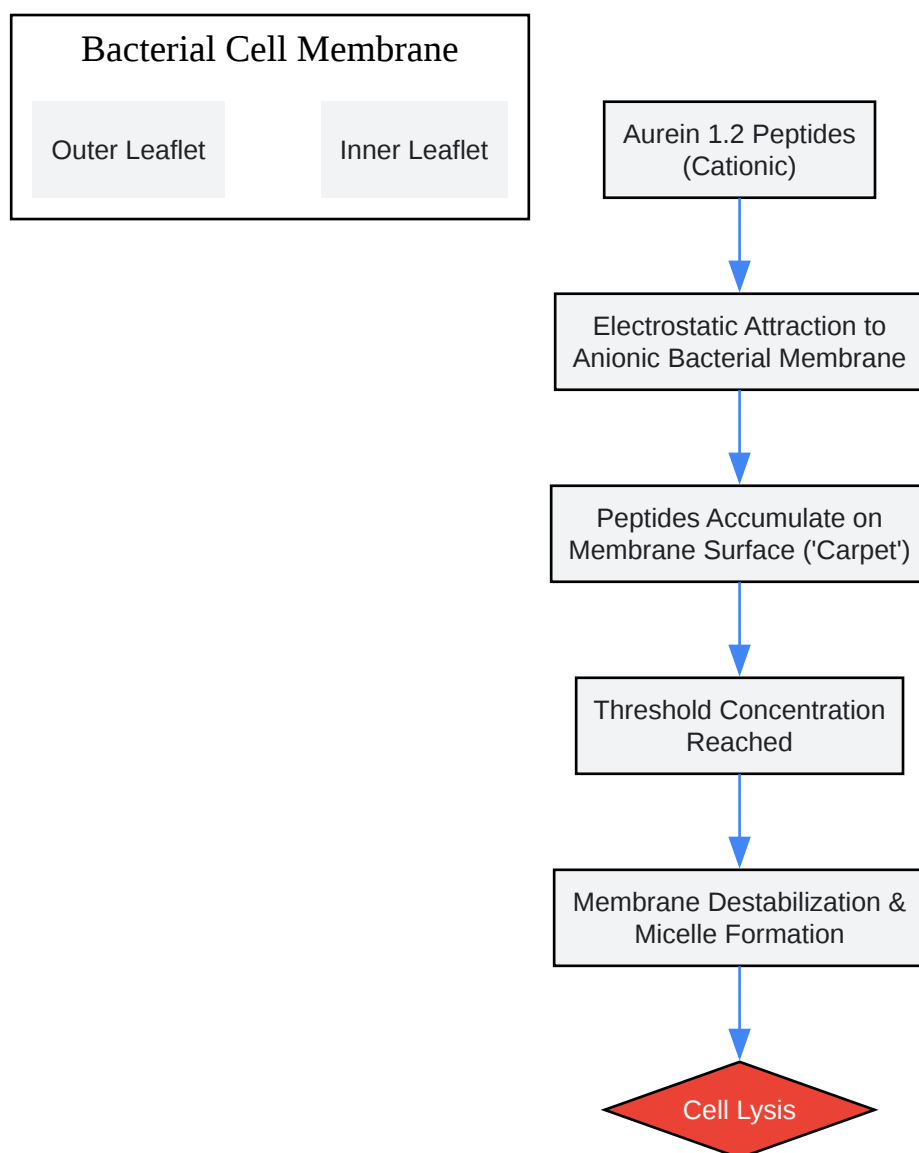 Bacterial Cell Membrane
Outer Leaflet
Inner Leaflet
Aurein 1.2 Peptides
(Cationic)
Electrostatic Attraction to
Anionic Bacterial Membrane
Peptides Accumulate on
Membrane Surface ('Carpet')
Threshold Concentration
Reached
Membrane Destabilization &
Micelle Formation
Cell Lysis